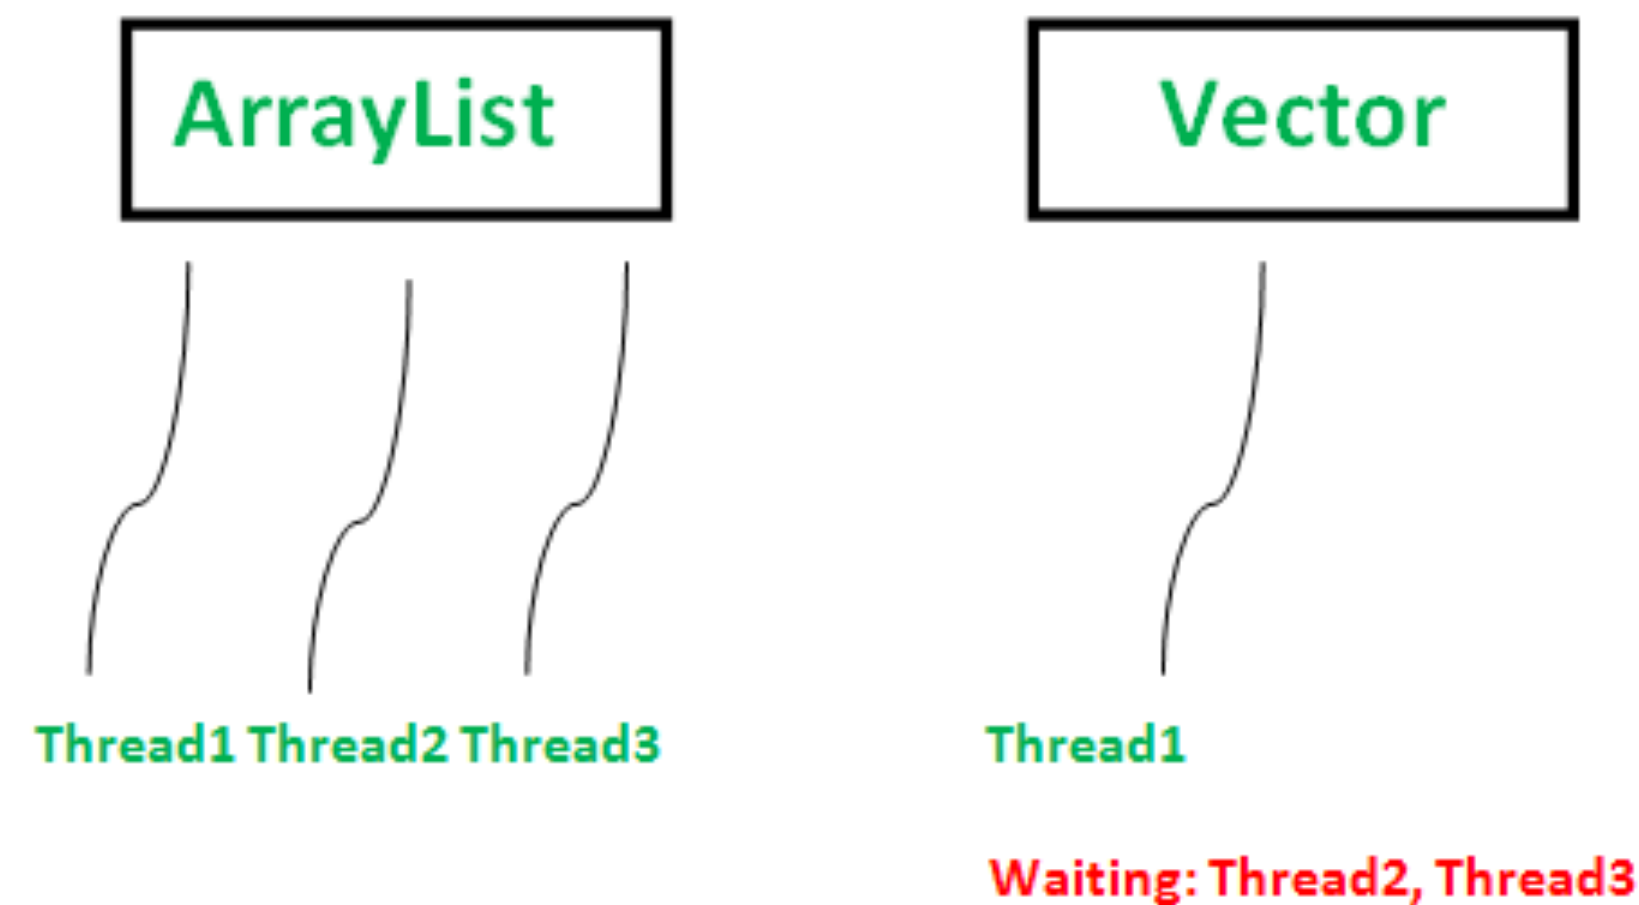 ArrayList
Vector
Thread1 Thread2 Thread3
Thread1
Waiting: Thread2, Thread3